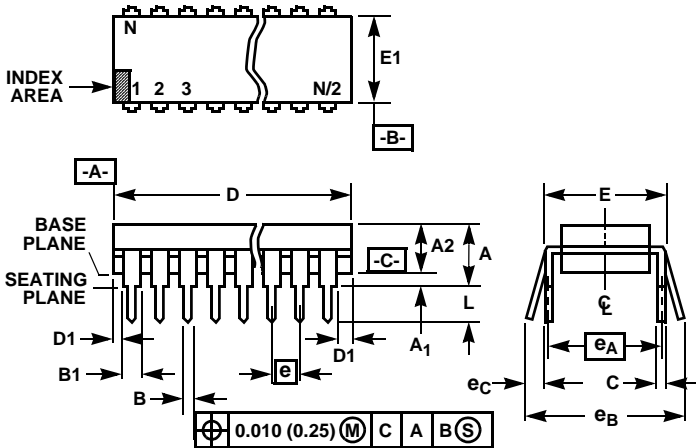 N
E1
INDEX
AREA
1 2 3 N/2
-B-
-A-
D
E
BASE
PLANE
A2
A
-C-
SEATING
PLANE
L
C
L
D1
A1
D1
eA
B1
e
eC
C
B
eB
0.010 (0.25) M C A B S